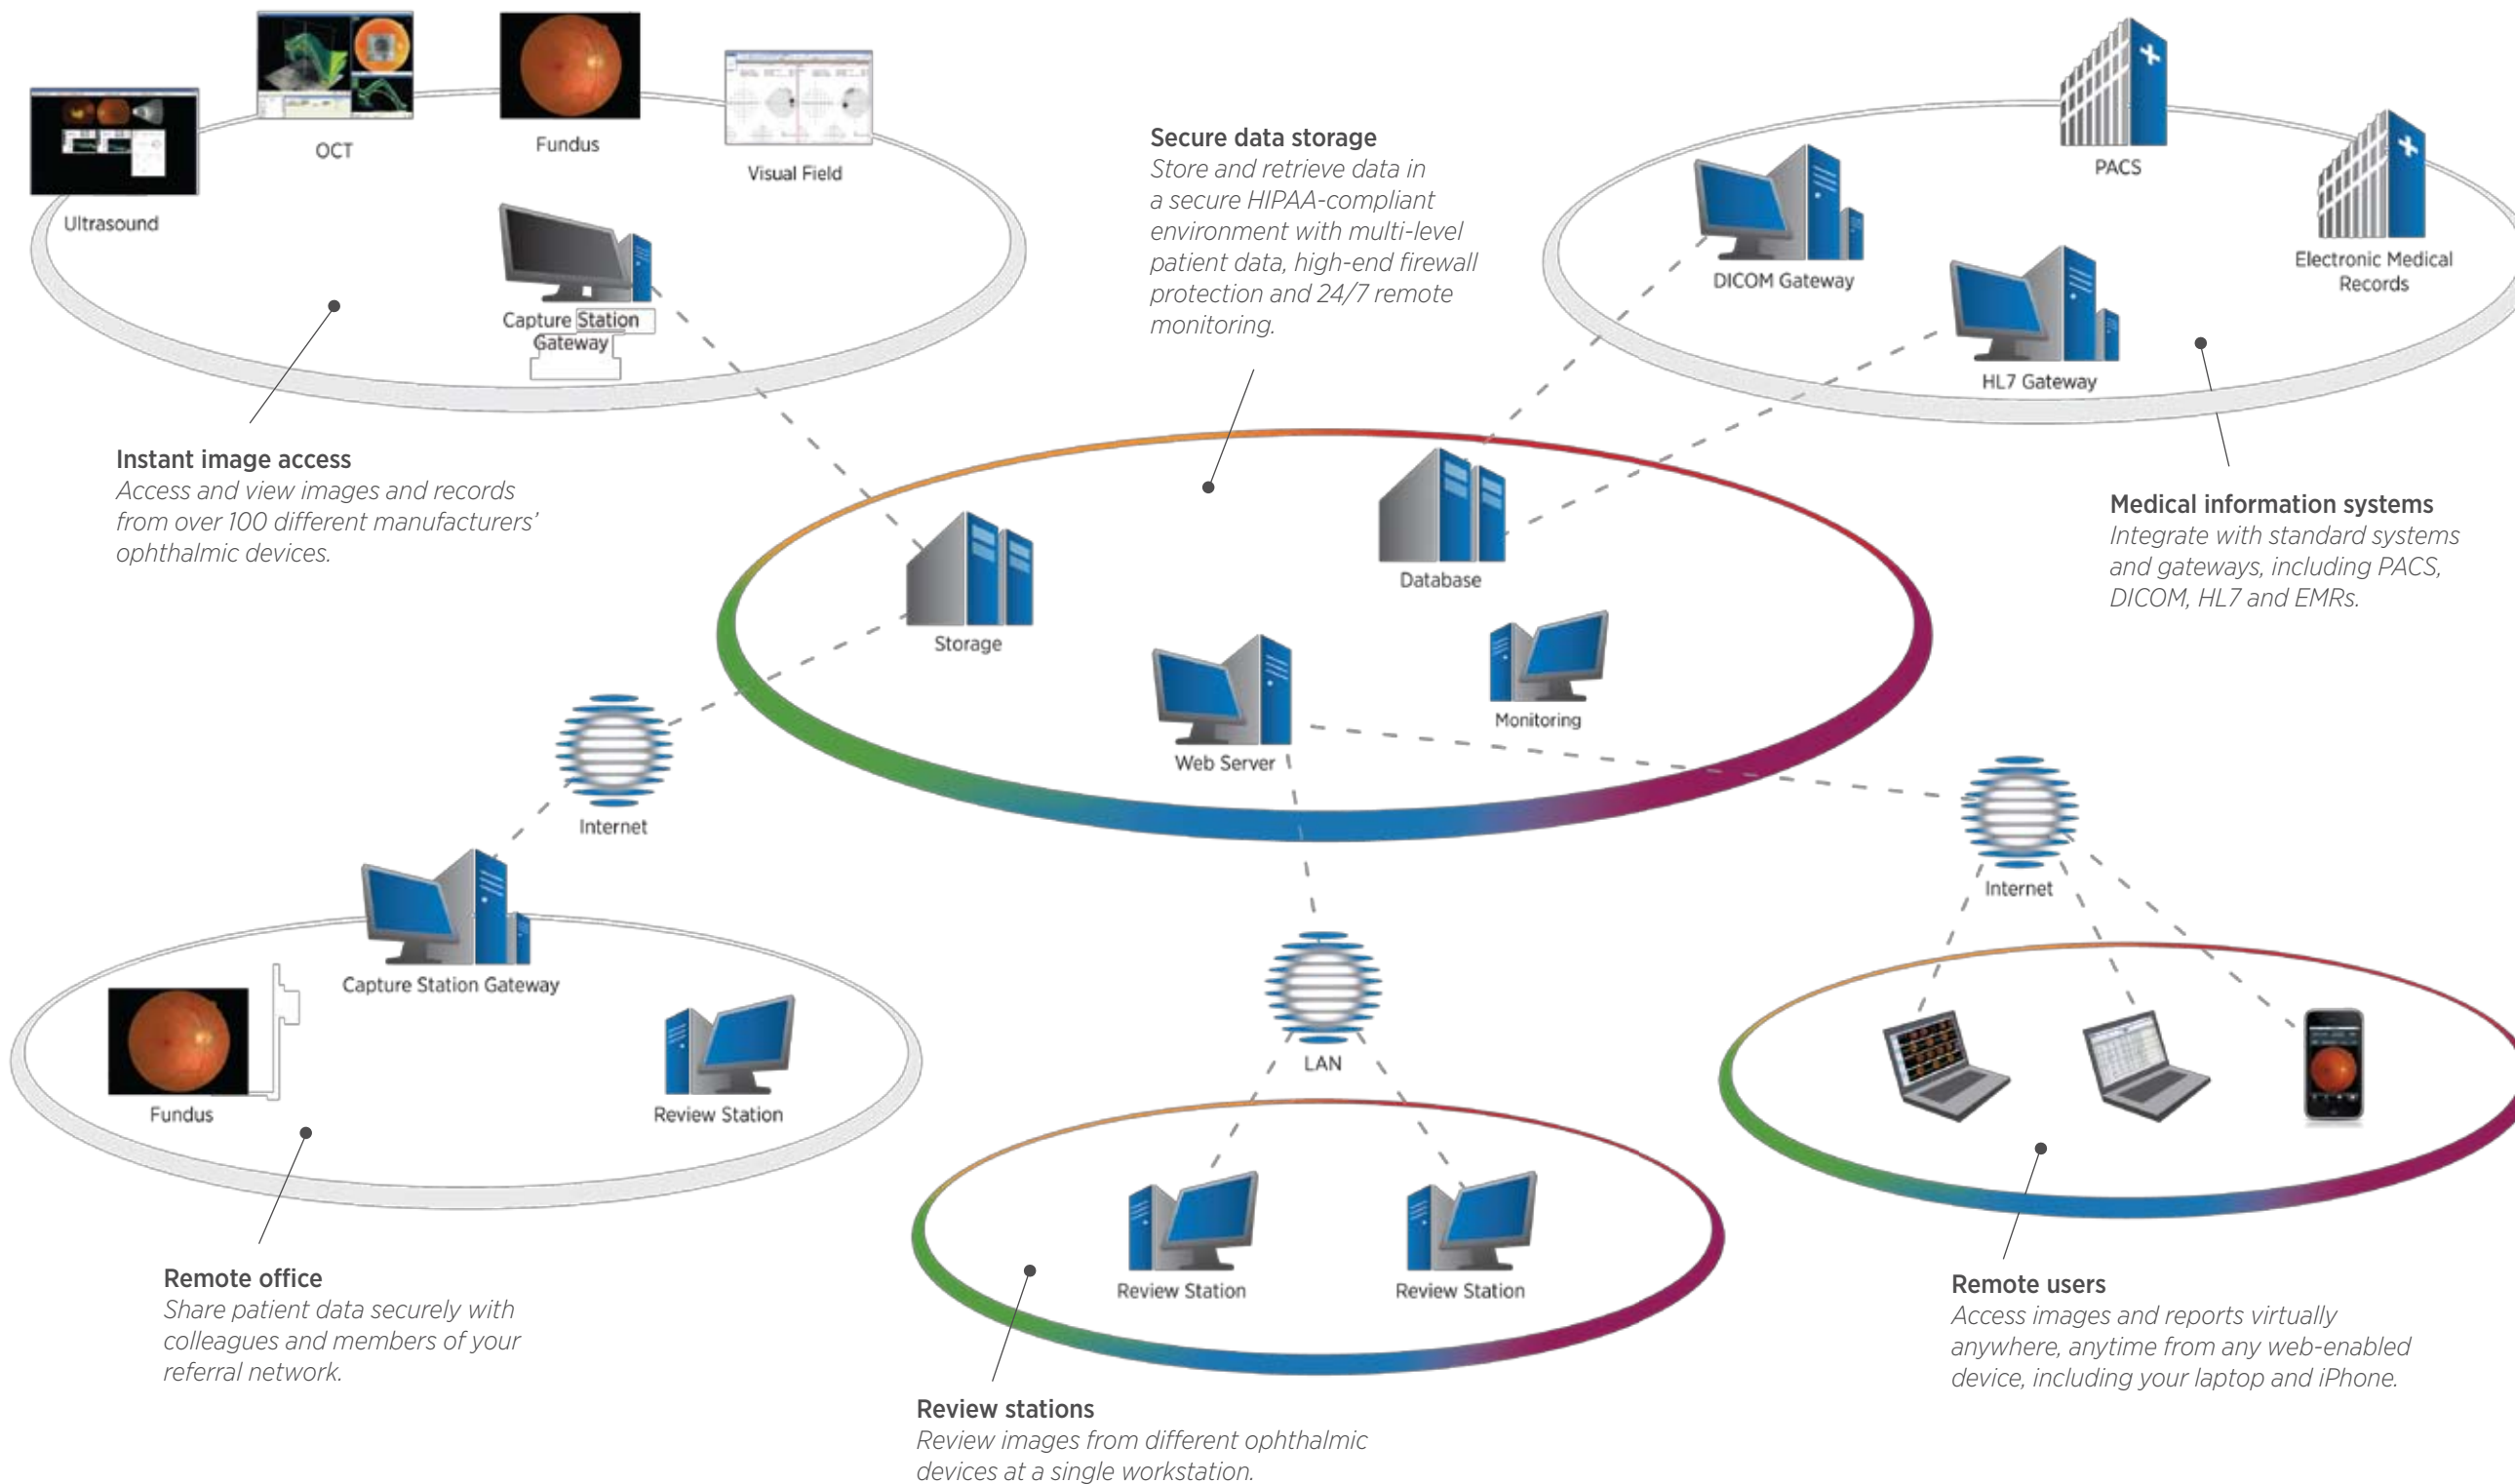 OCT
Fundus
Visual Field
Ultrasound
Capture Station
Gateway
Instant image access
Access and view images and records
from over 100 different manufacturers’
ophthalmic devices.
Secure data storage
Store and retrieve data in
a secure HIPAA-compliant
environment with multi-level
patient data, high-end firewall
protection and 24/7 remote
monitoring.
PACS
DICOM Gateway
Electronic Medical
Records
HL7 Gateway
Medical information systems
Integrate with standard systems
and gateways, including PACS,
DICOM, HL7 and EMRs.
Database
Storage
Monitoring
Web Server
Internet
Internet
LAN
Capture Station Gateway
Fundus
Review Station
Remote office
Share patient data securely with
colleagues and members of your
referral network.
Review Station
Review Station
Review stations
Review images from different ophthalmic
devices at a single workstation.
Remote users
Access images and reports virtually
anywhere, anytime from any web-enabled
device, including your laptop and iPhone.